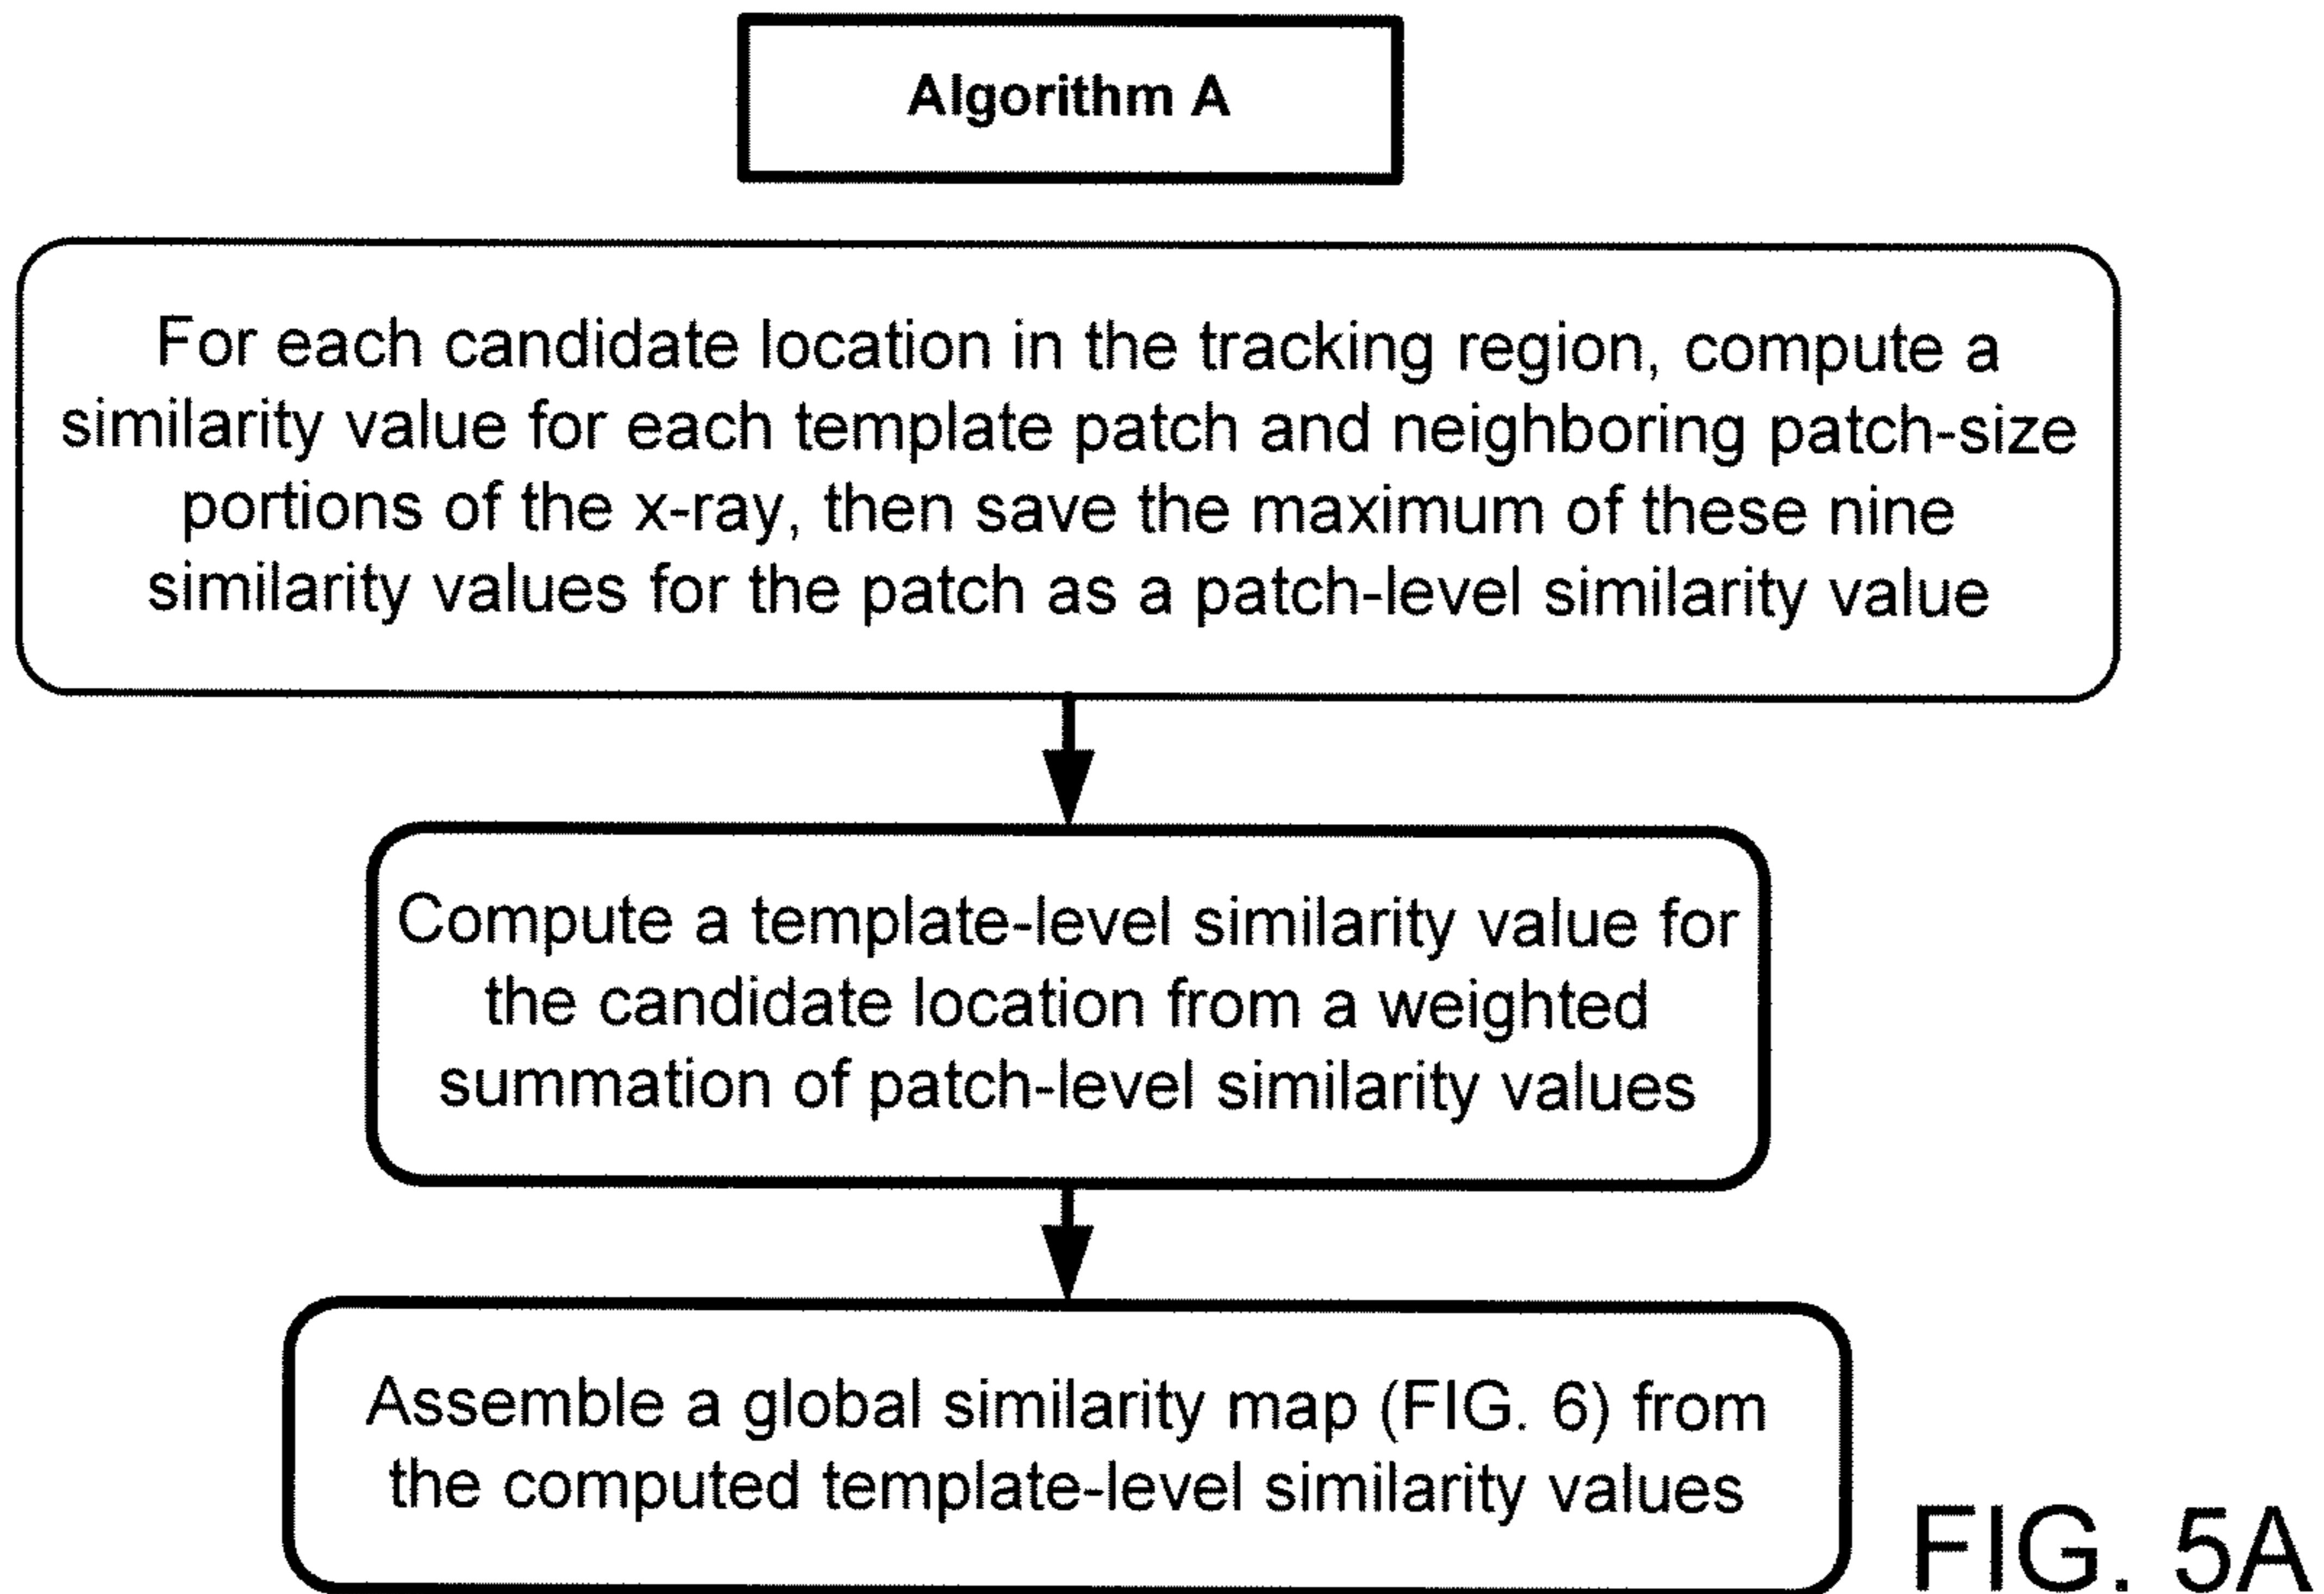 Algorithm A
For each candidate location in the tracking region, compute a
similarity value for each template patch and neighboring patch-size
portions of the x-ray, then save the maximum of these nine
similarity values for the patch as a patch-level similarity value
Compute a template-level similarity value for
the candidate location from a weighted
summation of patch-level similarity values
Assemble a global similarity map (FIG. 6) from
the computed template-level similarity values
FIG. 5A